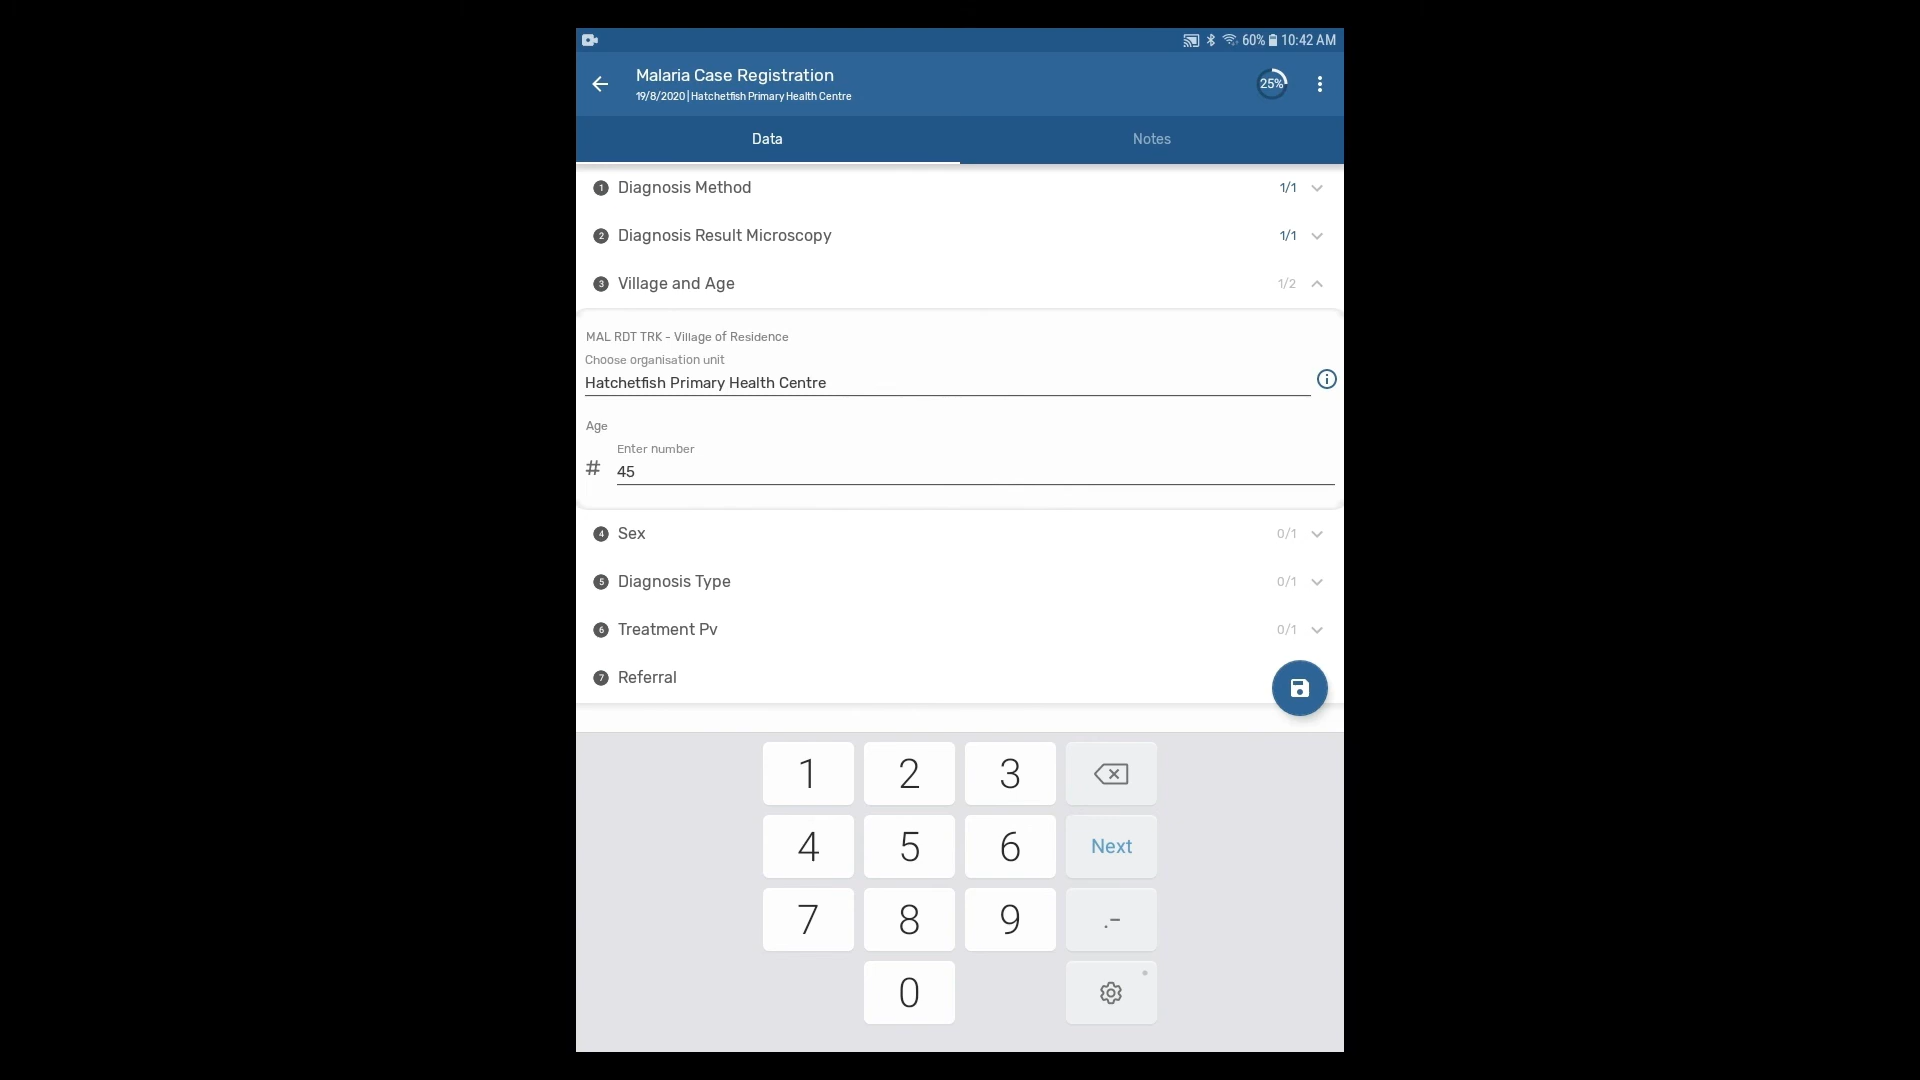 60% 10:42 AM
Malaria Case Registration
19/8/2020 | Hatchetfish Primary Health Centre
25%
Data Notes
1 Diagnosis Method 1/1
2 Diagnosis Result Microscopy 1/1
3 Village and Age 1/2
MAL RDT TRK - Village of Residence
Choose organisation unit
Hatchetfish Primary Health Centre
Age
Enter number
# 45
4 Sex 0/1
5 Diagnosis Type 0/1
6 Treatment Pv 0/1
7 Referral
1 2 3
4 5 6 Next
7 8 9 .-
0